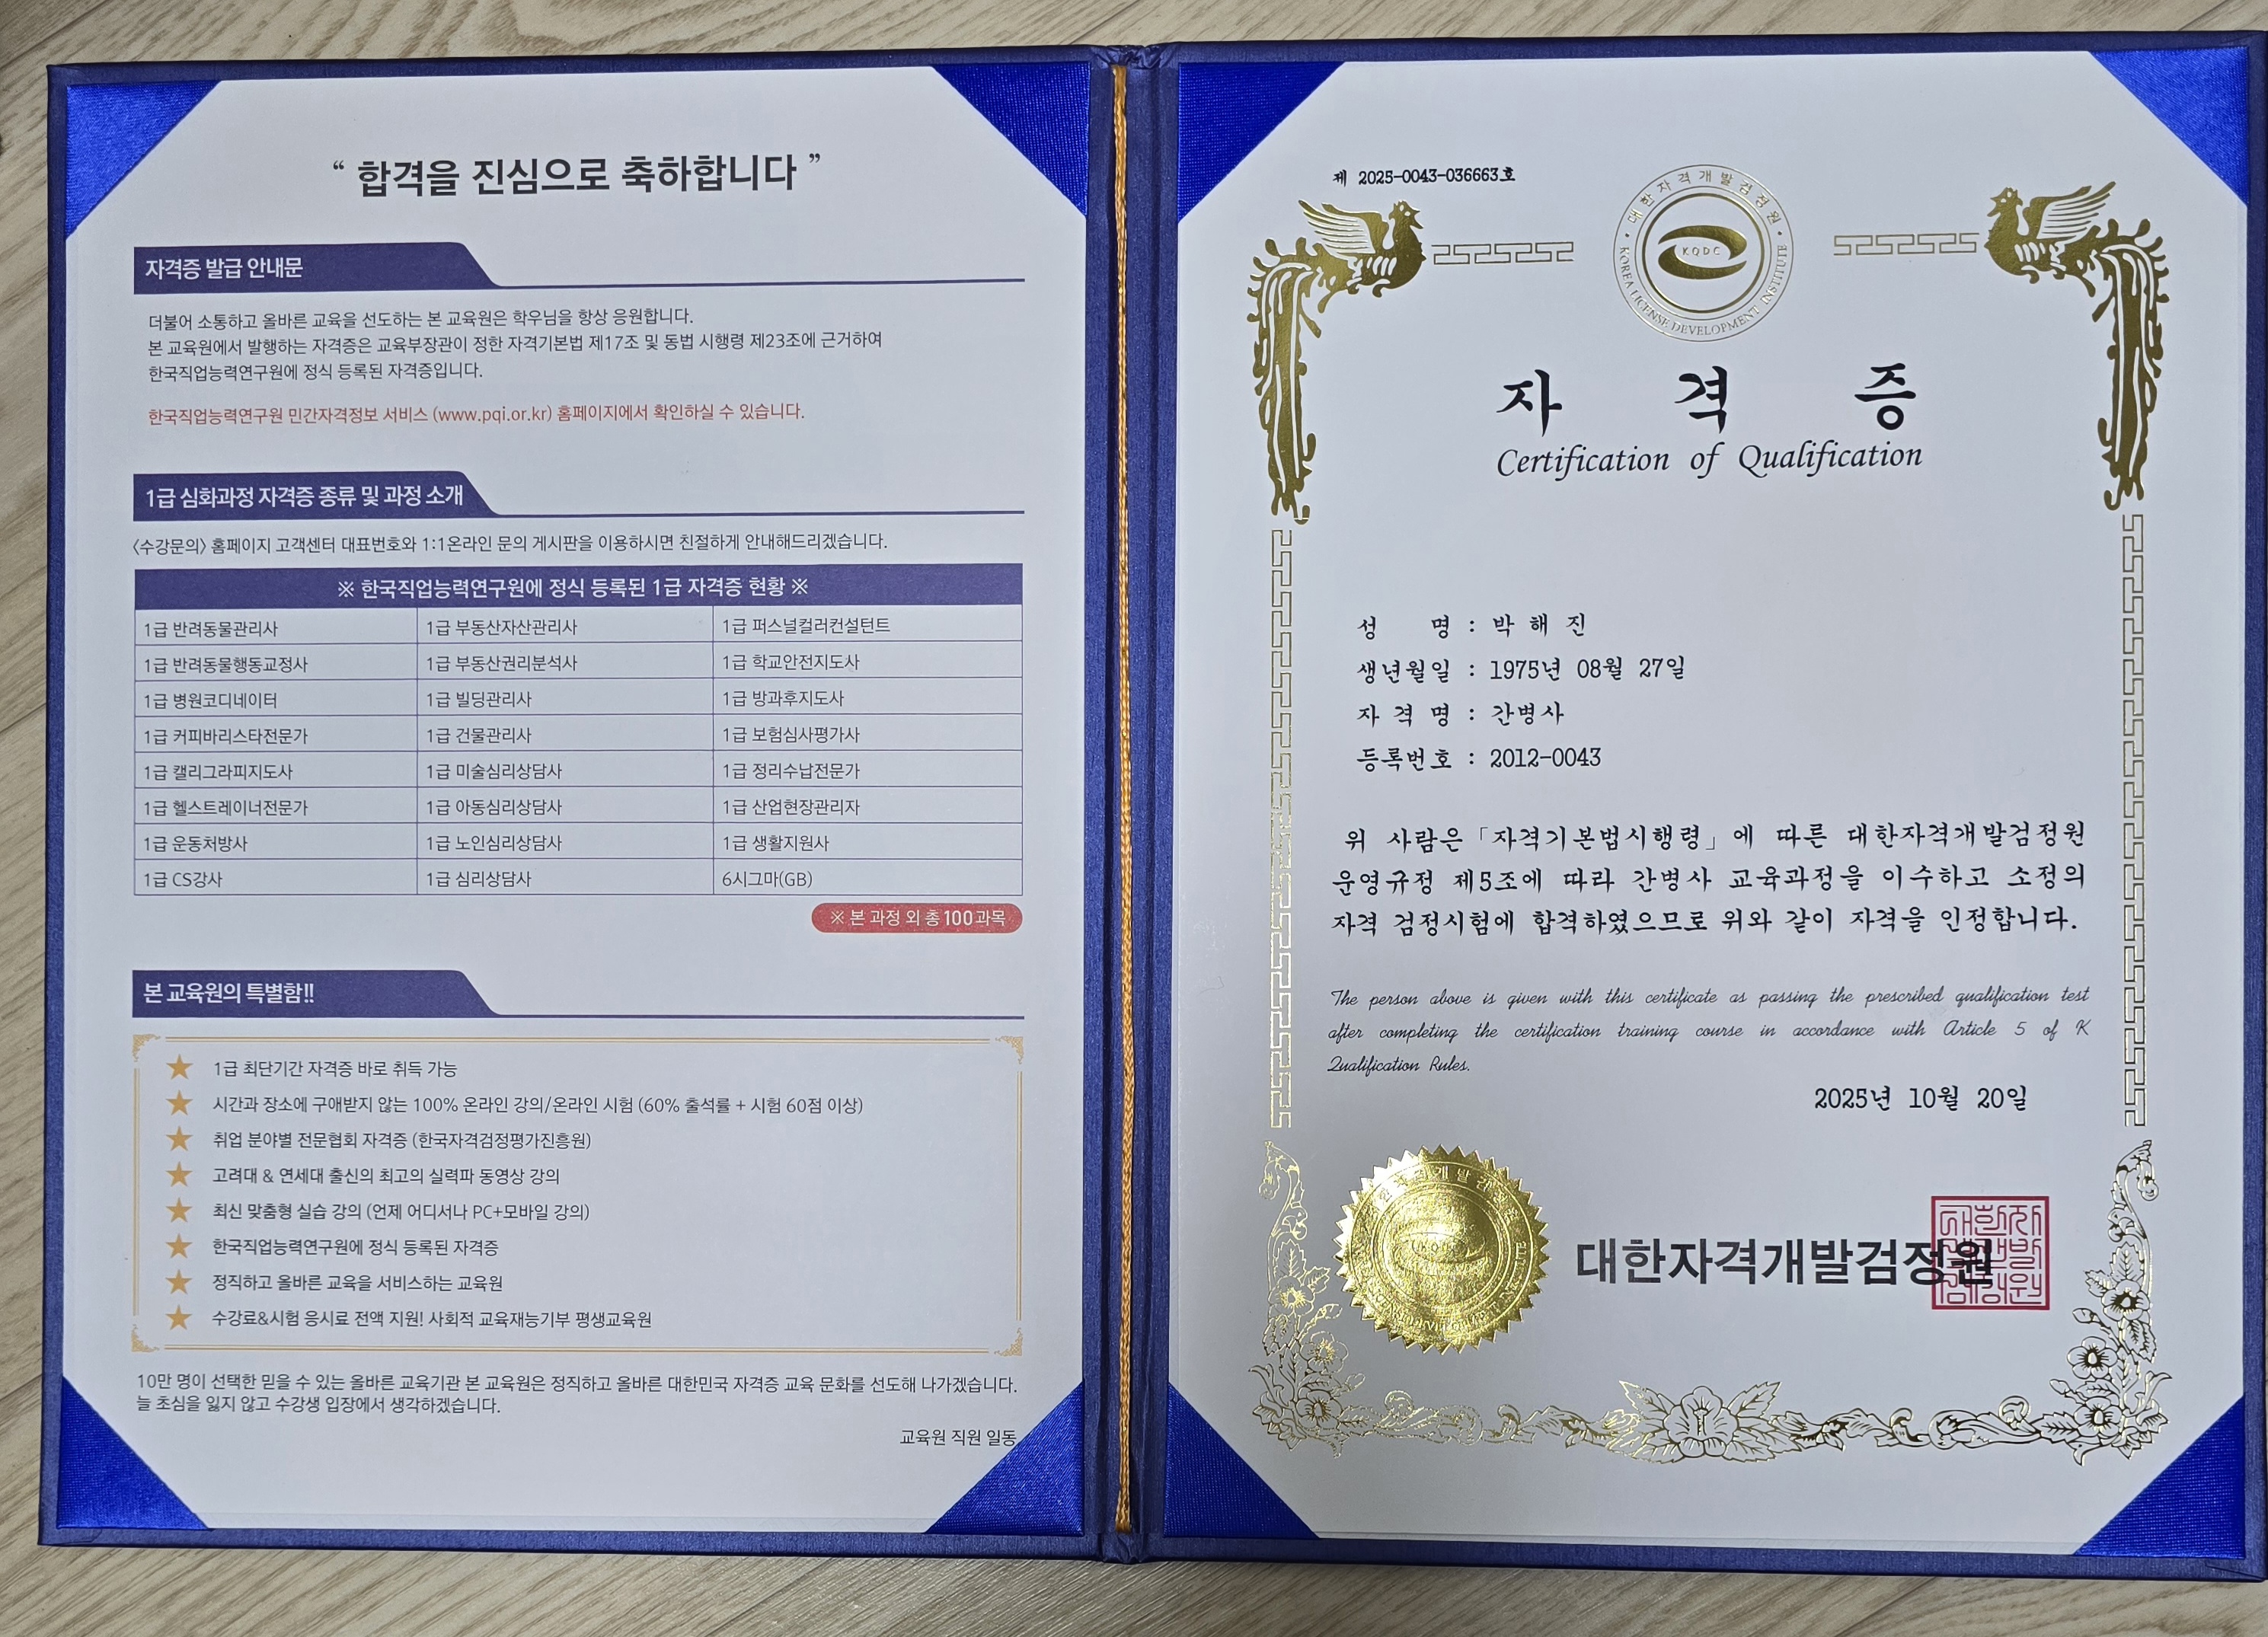 “ 합격을 진심으로 축하합니다 ”
자격증 발급 안내문
더불어 소통하고 올바른 교육을 선도하는 본 교육원은 학우님을 항상 응원합니다.
본 교육원에서 발행하는 자격증은 교육부장관이 정한 자격기본법 제17조 및 동법 시행령 제23조에 근거하여
한국직업능력연구원에 정식 등록된 자격증입니다.
한국직업능력연구원 민간자격정보 서비스 (www.pqi.or.kr) 홈페이지에서 확인하실 수 있습니다.
1급 심화과정 자격증 종류 및 과정 소개
<수강문의> 홈페이지 고객센터 대표번호와 1:1온라인 문의 게시판을 이용하시면 친절하게 안내해드리겠습니다.
※ 한국직업능력연구원에 정식 등록된 1급 자격증 현황 ※
1급 반려동물관리사 1급 부동산자산관리사 1급 퍼스널컬러컨설턴트
1급 반려동물행동교정사 1급 부동산권리분석사 1급 학교안전지도사
1급 병원코디네이터 1급 빌딩관리사 1급 방과후지도사
1급 커피바리스타전문가 1급 건물관리사 1급 보험심사평가사
1급 캘리그라피지도사 1급 미술심리상담사 1급 정리수납전문가
1급 헬스트레이너전문가 1급 아동심리상담사 1급 산업현장관리자
1급 운동처방사 1급 노인심리상담사 1급 생활지원사
1급 CS강사 1급 심리상담사 6시그마(GB)
※ 본 과정 외 총 100과목
본 교육원의 특별함!!
★ 1급 최단기간 자격증 바로 취득 가능
★ 시간과 장소에 구애받지 않는 100% 온라인 강의/온라인 시험 (60% 출석률 + 시험 60점 이상)
★ 취업 분야별 전문협회 자격증 (한국자격검정평가진흥원)
★ 고려대 & 연세대 출신의 최고의 실력파 동영상 강의
★ 최신 맞춤형 실습 강의 (언제 어디서나 PC+모바일 강의)
★ 한국직업능력연구원에 정식 등록된 자격증
★ 정직하고 올바른 교육을 서비스하는 교육원
★ 수강료&시험 응시료 전액 지원! 사회적 교육재능기부 평생교육원
10만 명이 선택한 믿을 수 있는 올바른 교육기관 본 교육원은 정직하고 올바른 대한민국 자격증 교육 문화를 선도해 나가겠습니다.
늘 초심을 잃지 않고 수강생 입장에서 생각하겠습니다.
교육원 직원 일동
제 2025-0043-036663호
대한자격개발검정원
KQDC
KOREA LICENSE DEVELOPMENT INSTITUTE
자 격 증
Certification of Qualification
성 명 : 박 해 진
생년월일 : 1975년 08월 27일
자 격 명 : 간병사
등록번호 : 2012-0043
위 사람은 「자격기본법시행령」에 따른 대한자격개발검정원
운영규정 제5조에 따라 간병사 교육과정을 이수하고 소정의
자격 검정시험에 합격하였으므로 위와 같이 자격을 인정합니다.
The person above is given with this certificate as passing the prescribed qualification test
after completing the certification training course in accordance with Article 5 of K
Qualification Rules.
2025년 10월 20일
대한자격개발검정원